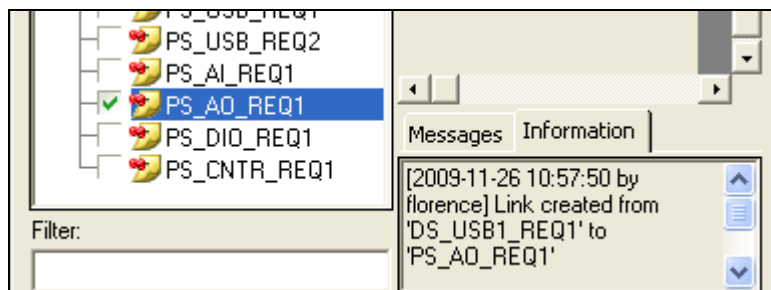 PS_USB_REQ1
PS_USB_REQ2
PS_AI_REQ1
PS_AO_REQ1
PS_DIO_REQ1
PS_CNTR_REQ1
Filter:
Messages Information
[2009-11-26 10:57:50 by
florence] Link created from
'DS_USB1_REQ1' to
'PS_AO_REQ1'